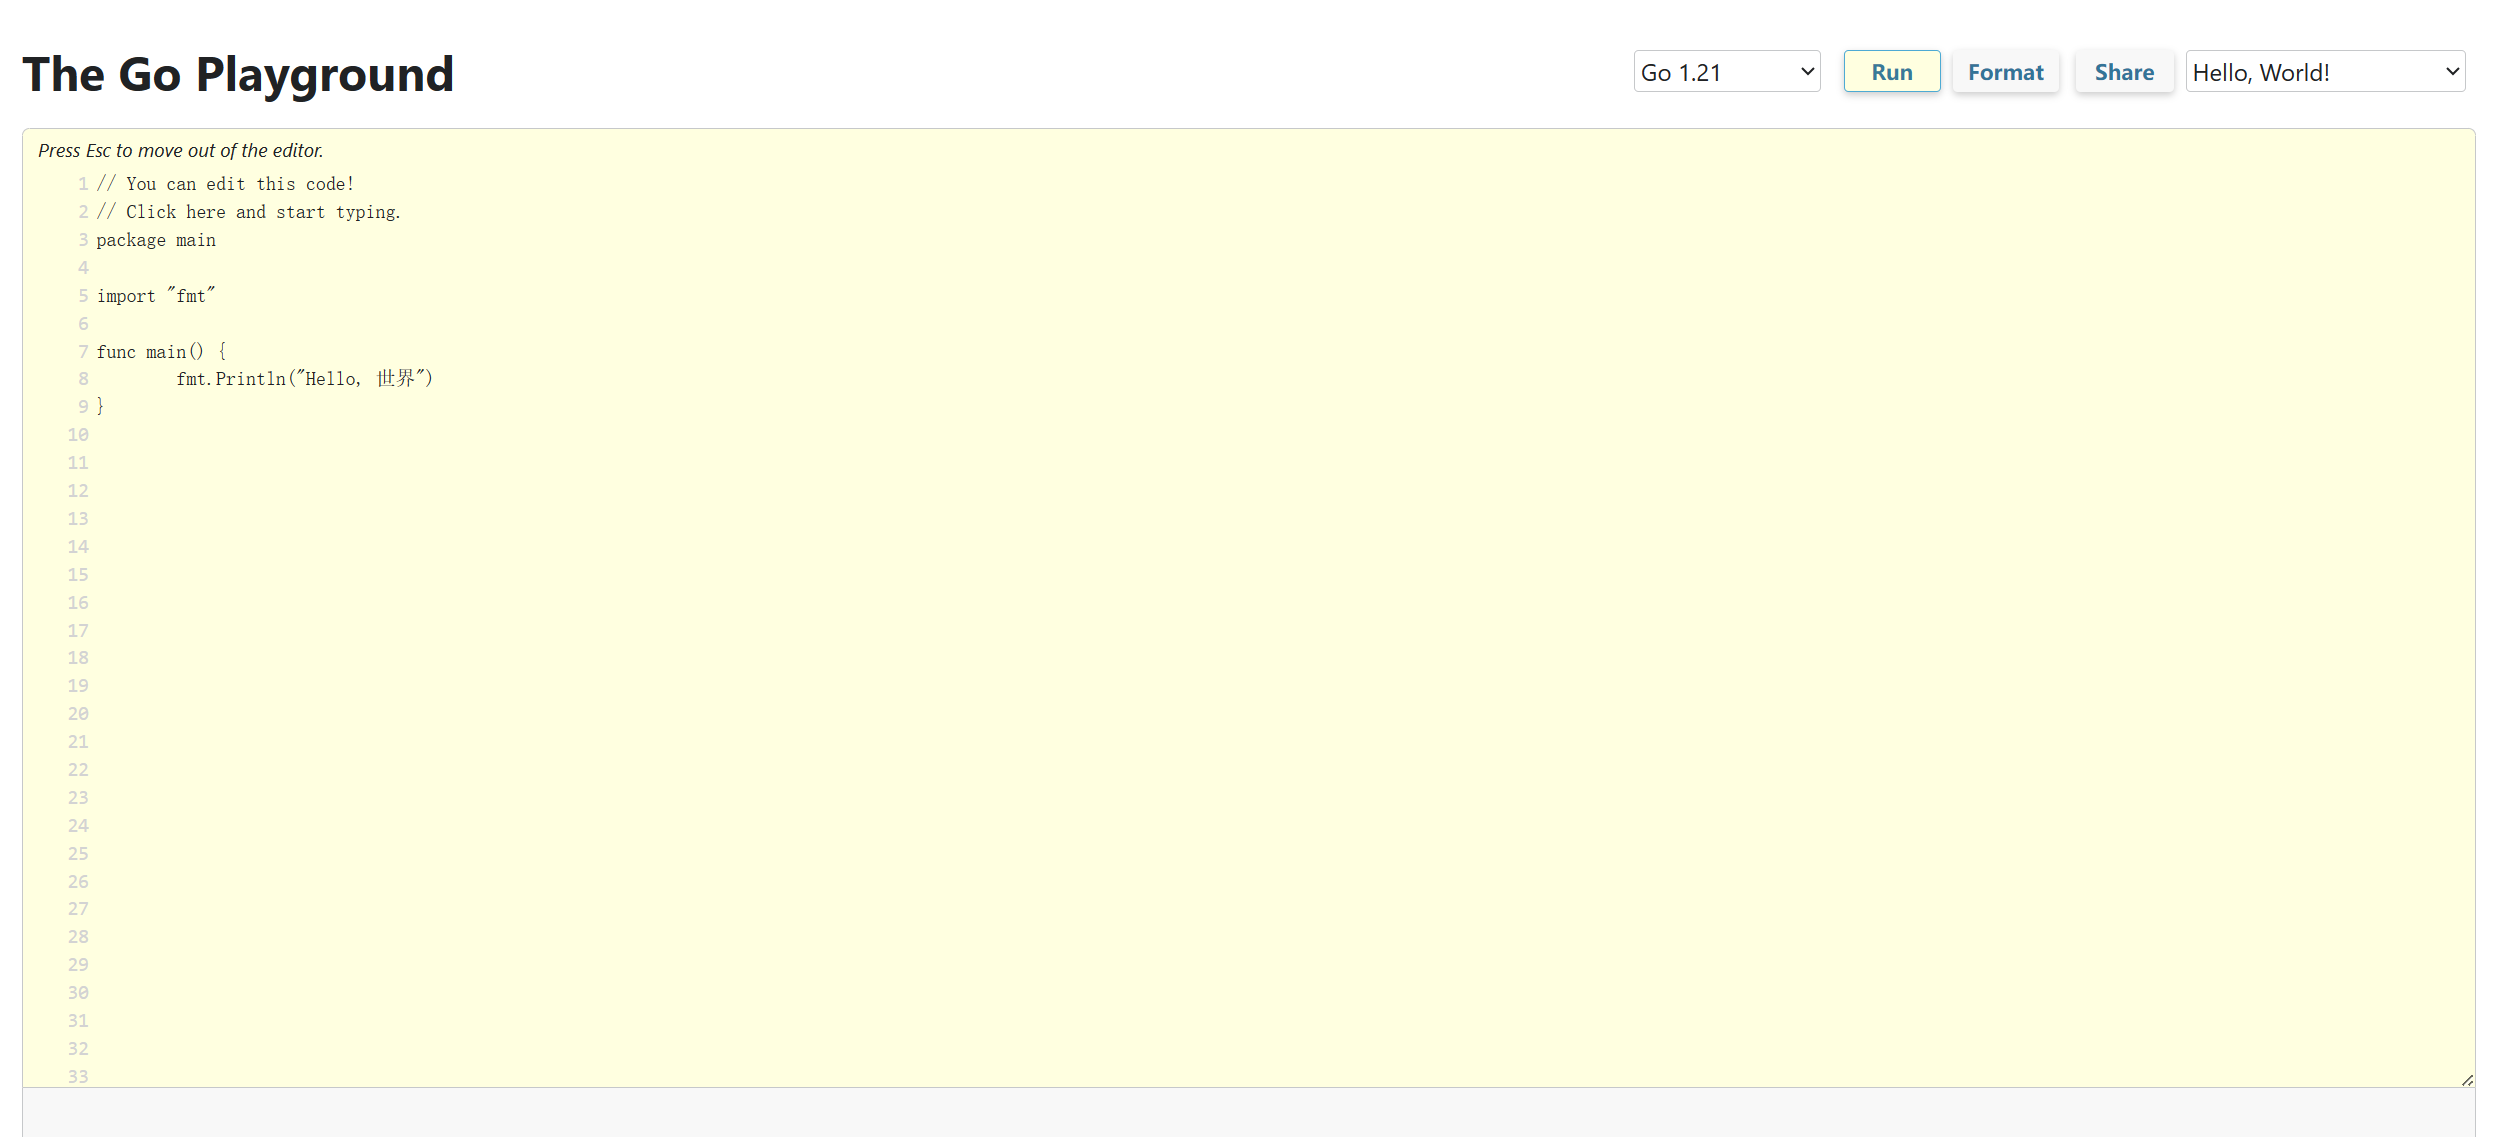 The Go Playground
Go 1.21
Run
Format
Share
Hello, World!
Press Esc to move out of the editor.
1 // You can edit this code!
2 // Click here and start typing.
3 package main
4
5 import "fmt"
6
7 func main() {
8         fmt.Println("Hello, 世界")
9 }
10
11
12
13
14
15
16
17
18
19
20
21
22
23
24
25
26
27
28
29
30
31
32
33